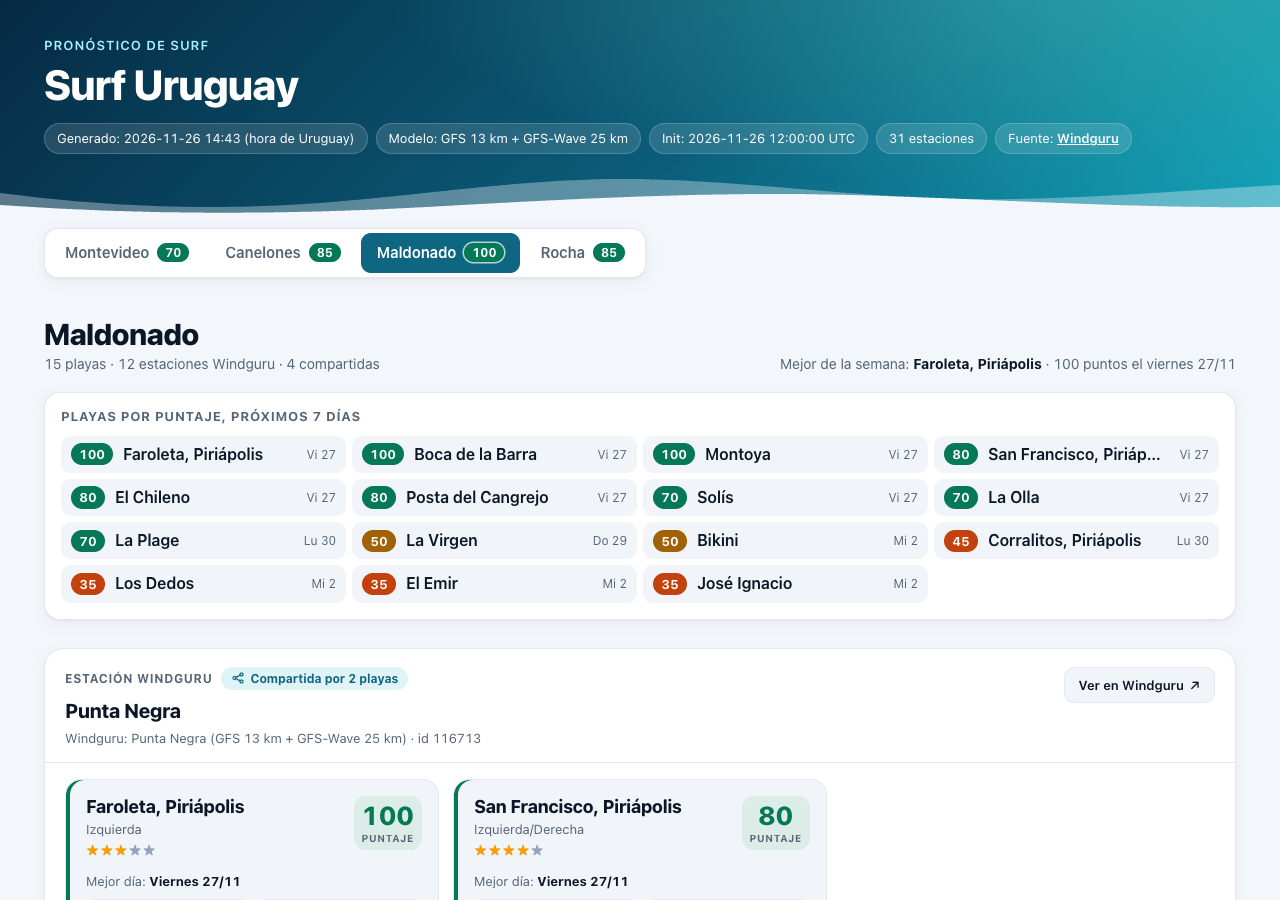 PRONÓSTICO DE SURF
Surf Uruguay
Generado: 2026-11-26 14:43 (hora de Uruguay)
Modelo: GFS 13 km + GFS-Wave 25 km
Init: 2026-11-26 12:00:00 UTC
31 estaciones
Fuente: Windguru
Montevideo 70
Canelones 85
Maldonado 100
Rocha 85
Maldonado
15 playas · 12 estaciones Windguru · 4 compartidas
Mejor de la semana: Faroleta, Piriápolis · 100 puntos el viernes 27/11
PLAYAS POR PUNTAJE, PRÓXIMOS 7 DÍAS
100 Faroleta, Piriápolis Vi 27
100 Boca de la Barra Vi 27
100 Montoya Vi 27
80 San Francisco, Piriáp... Vi 27
80 El Chileno Vi 27
80 Posta del Cangrejo Vi 27
70 Solís Vi 27
70 La Olla Vi 27
70 La Plage Lu 30
50 La Virgen Do 29
50 Bikini Mi 2
45 Corralitos, Piriápolis Lu 30
35 Los Dedos Mi 2
35 El Emir Mi 2
35 José Ignacio Mi 2
ESTACIÓN WINDGURU
Compartida por 2 playas
Ver en Windguru ↗
Punta Negra
Windguru: Punta Negra (GFS 13 km + GFS-Wave 25 km) · id 116713
Faroleta, Piriápolis
Izquierda
100
PUNTAJE
Mejor día: Viernes 27/11
San Francisco, Piriápolis
Izquierda/Derecha
80
PUNTAJE
Mejor día: Viernes 27/11